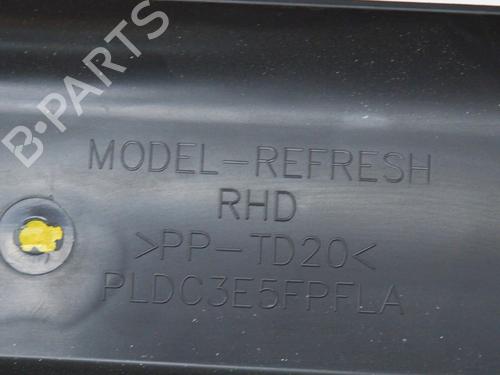 B-PARTS
MODEL-REFRESH
RHD
>PP-TD20<
PLDC3E5FPFLA